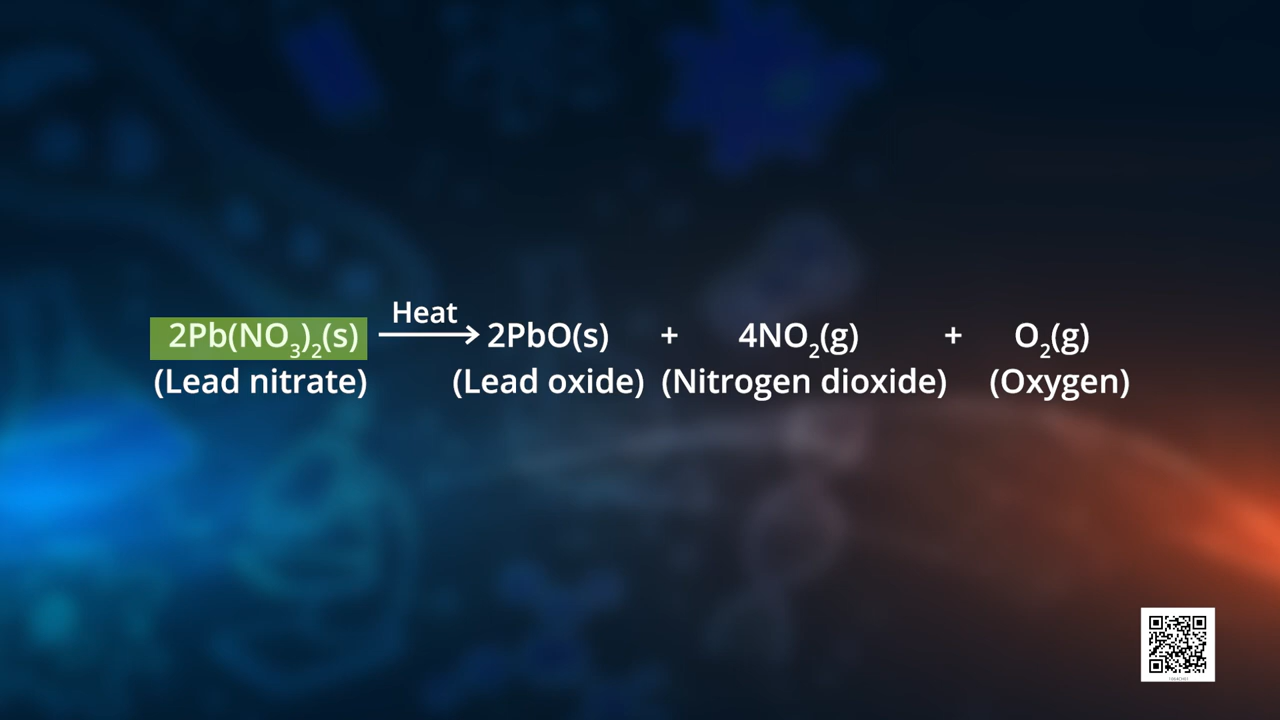 Heat
2Pb(NO₃)₂(s) → 2PbO(s) + 4NO₂(g) + O₂(g)
(Lead nitrate) (Lead oxide) (Nitrogen dioxide) (Oxygen)